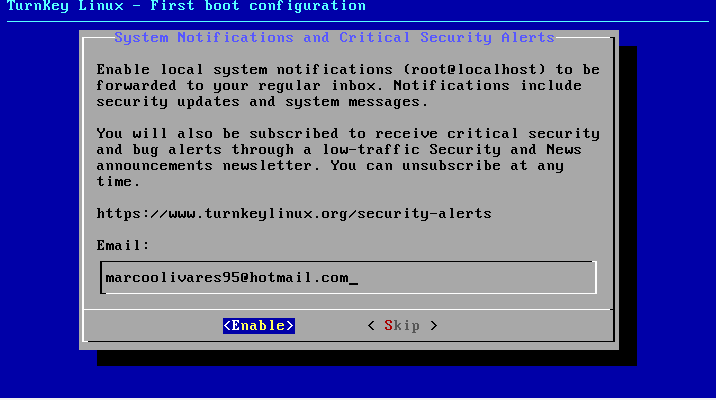 TurnKey Linux - First boot configuration
System Notifications and Critical Security Alerts
Enable local system notifications (root@localhost) to be
forwarded to your regular inbox. Notifications include
security updates and system messages.
You will also be subscribed to receive critical security
and bug alerts through a low-traffic Security and News
announcements newsletter. You can unsubscribe at any
time.
https://www.turnkeylinux.org/security-alerts
Email:
marcoolivares95@hotmail.com_
<Enable> < Skip >